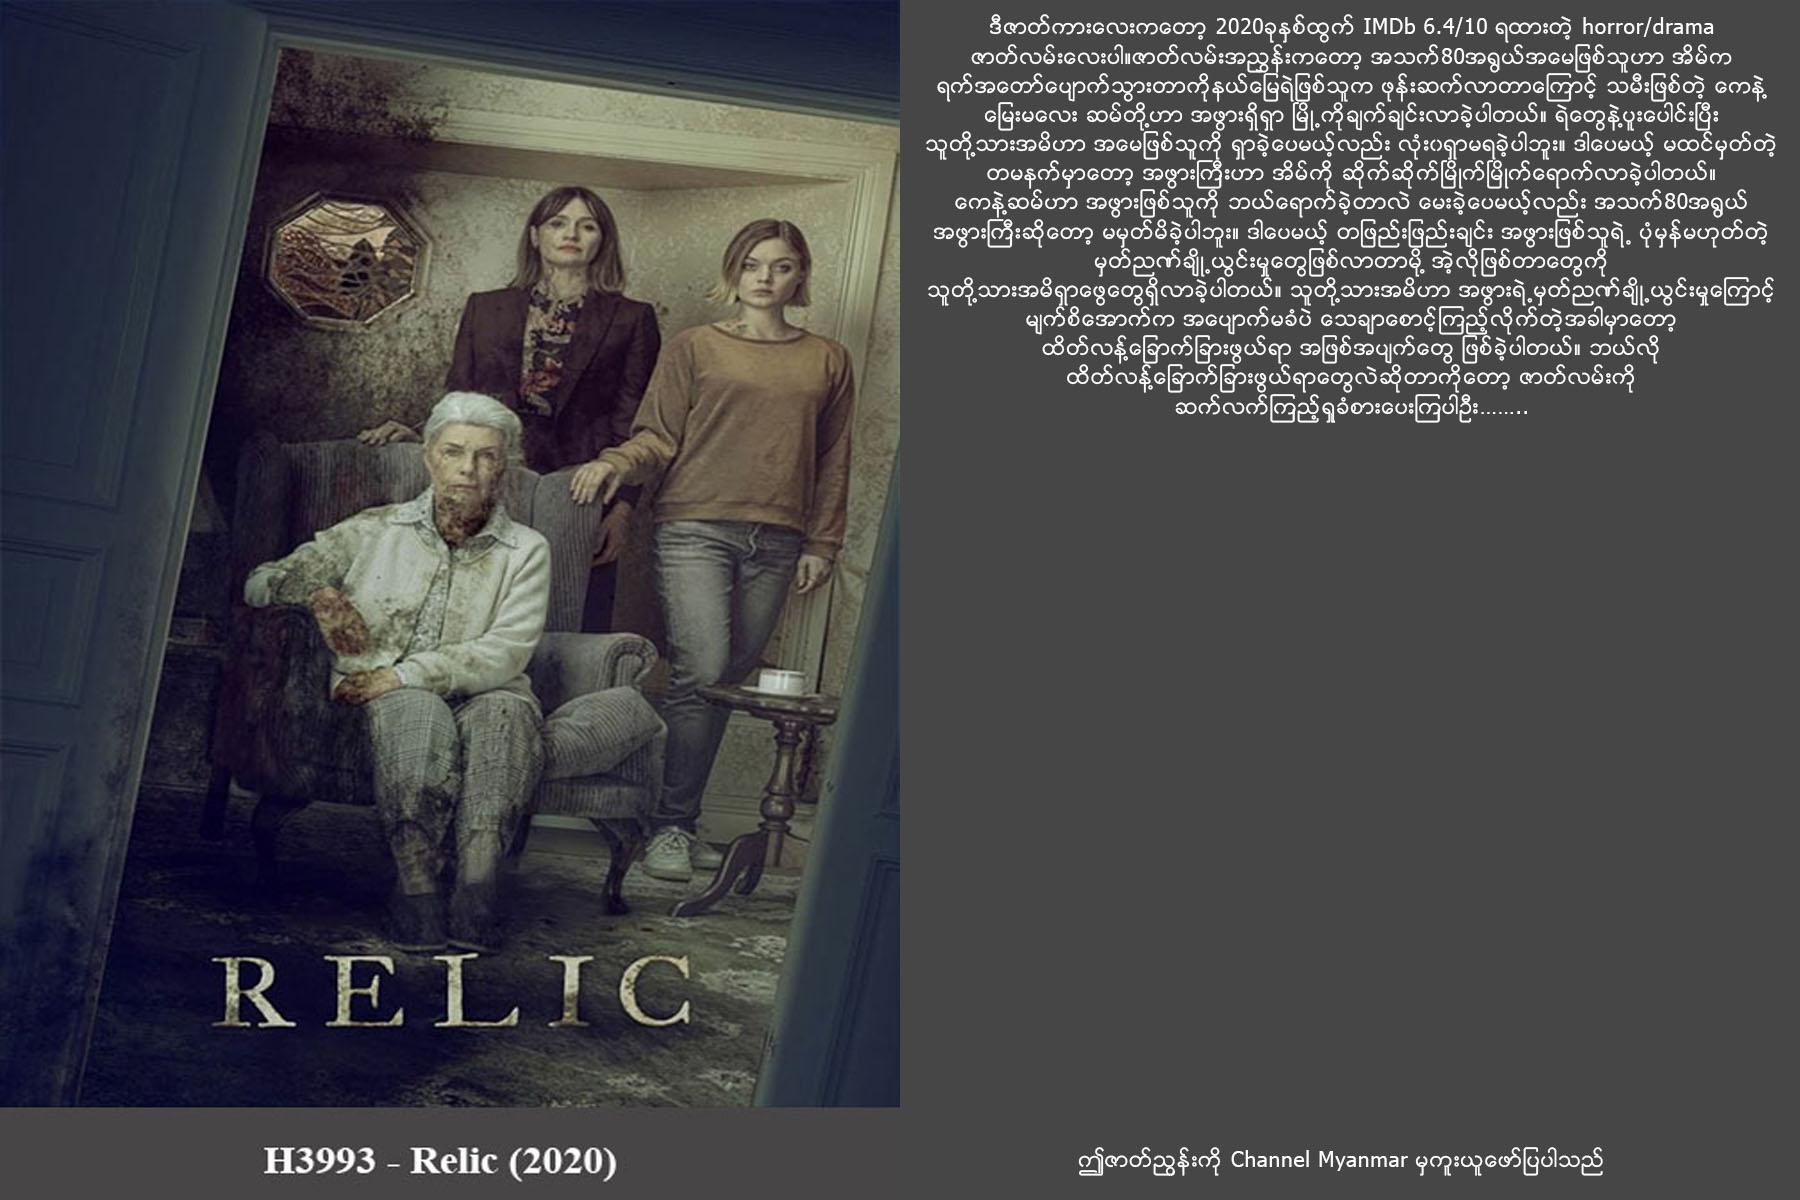 RELIC
H3993 - Relic (2020)
ဒီဇာတ်ကားလေးကတော့ 2020ခုနှစ်ထွက် IMDb 6.4/10 ရထားတဲ့ horror/drama
ဇာတ်လမ်းလေးပါ။ဇာတ်လမ်းအညွှန်းကတော့ အသက်80အရွယ်အမေဖြစ်သူဟာ အိမ်က
ရက်အတော်ပျောက်သွားတာကိုနယ်မြေရဲဖြစ်သူက ဖုန်းဆက်လာတာကြောင့် သမီးဖြစ်တဲ့ ကေနဲ့
မြေးမလေး ဆမ်တို့ဟာ အဖွားရှိရာ မြို့ကိုချက်ချင်းလာခဲ့ပါတယ်။ ရဲတွေနဲ့ပူးပေါင်းပြီး
သူတို့သားအမိဟာ အမေဖြစ်သူကို ရှာခဲ့ပေမယ့်လည်း လုံး၀ရှာမရခဲ့ပါဘူး။ ဒါပေမယ့် မထင်မှတ်တဲ့
တမနက်မှာတော့ အဖွားကြီးဟာ အိမ်ကို ဆိုက်ဆိုက်မြိုက်မြိုက်ရောက်လာခဲ့ပါတယ်။
ကေနဲ့ဆမ်ဟာ အဖွားဖြစ်သူကို ဘယ်ရောက်ခဲ့တာလဲ မေးခဲ့ပေမယ့်လည်း အသက်80အရွယ်
အဖွားကြီးဆိုတော့ မမှတ်မိခဲ့ပါဘူး။ ဒါပေမယ့် တဖြည်းဖြည်းချင်း အဖွားဖြစ်သူရဲ့ ပုံမှန်မဟုတ်တဲ့
မှတ်ညဏ်ချို့ယွင်းမှုတွေဖြစ်လာတာမို့ အဲ့လိုဖြစ်တာတွေကို
သူတို့သားအမိရှာဖွေတွေ့ရှိလာခဲ့ပါတယ်။ သူတို့သားအမိဟာ အဖွားရဲ့မှတ်ညဏ်ချို့ယွင်းမှုကြောင့်
မျက်စိအောက်က အပျောက်မခံပဲ သေချာစောင့်ကြည့်လိုက်တဲ့အခါမှာတော့
ထိတ်လန့်ခြောက်ခြားဖွယ်ရာ အဖြစ်အပျက်တွေ ဖြစ်ခဲ့ပါတယ်။ ဘယ်လို
ထိတ်လန့်ခြောက်ခြားဖွယ်ရာတွေလဲဆိုတာကိုတော့ ဇာတ်လမ်းကို
ဆက်လက်ကြည့်ရှုခံစားပေးကြပါဦး……..
ဤဇာတ်ညွန်းကို Channel Myanmar မှကူးယူဖော်ပြပါသည်